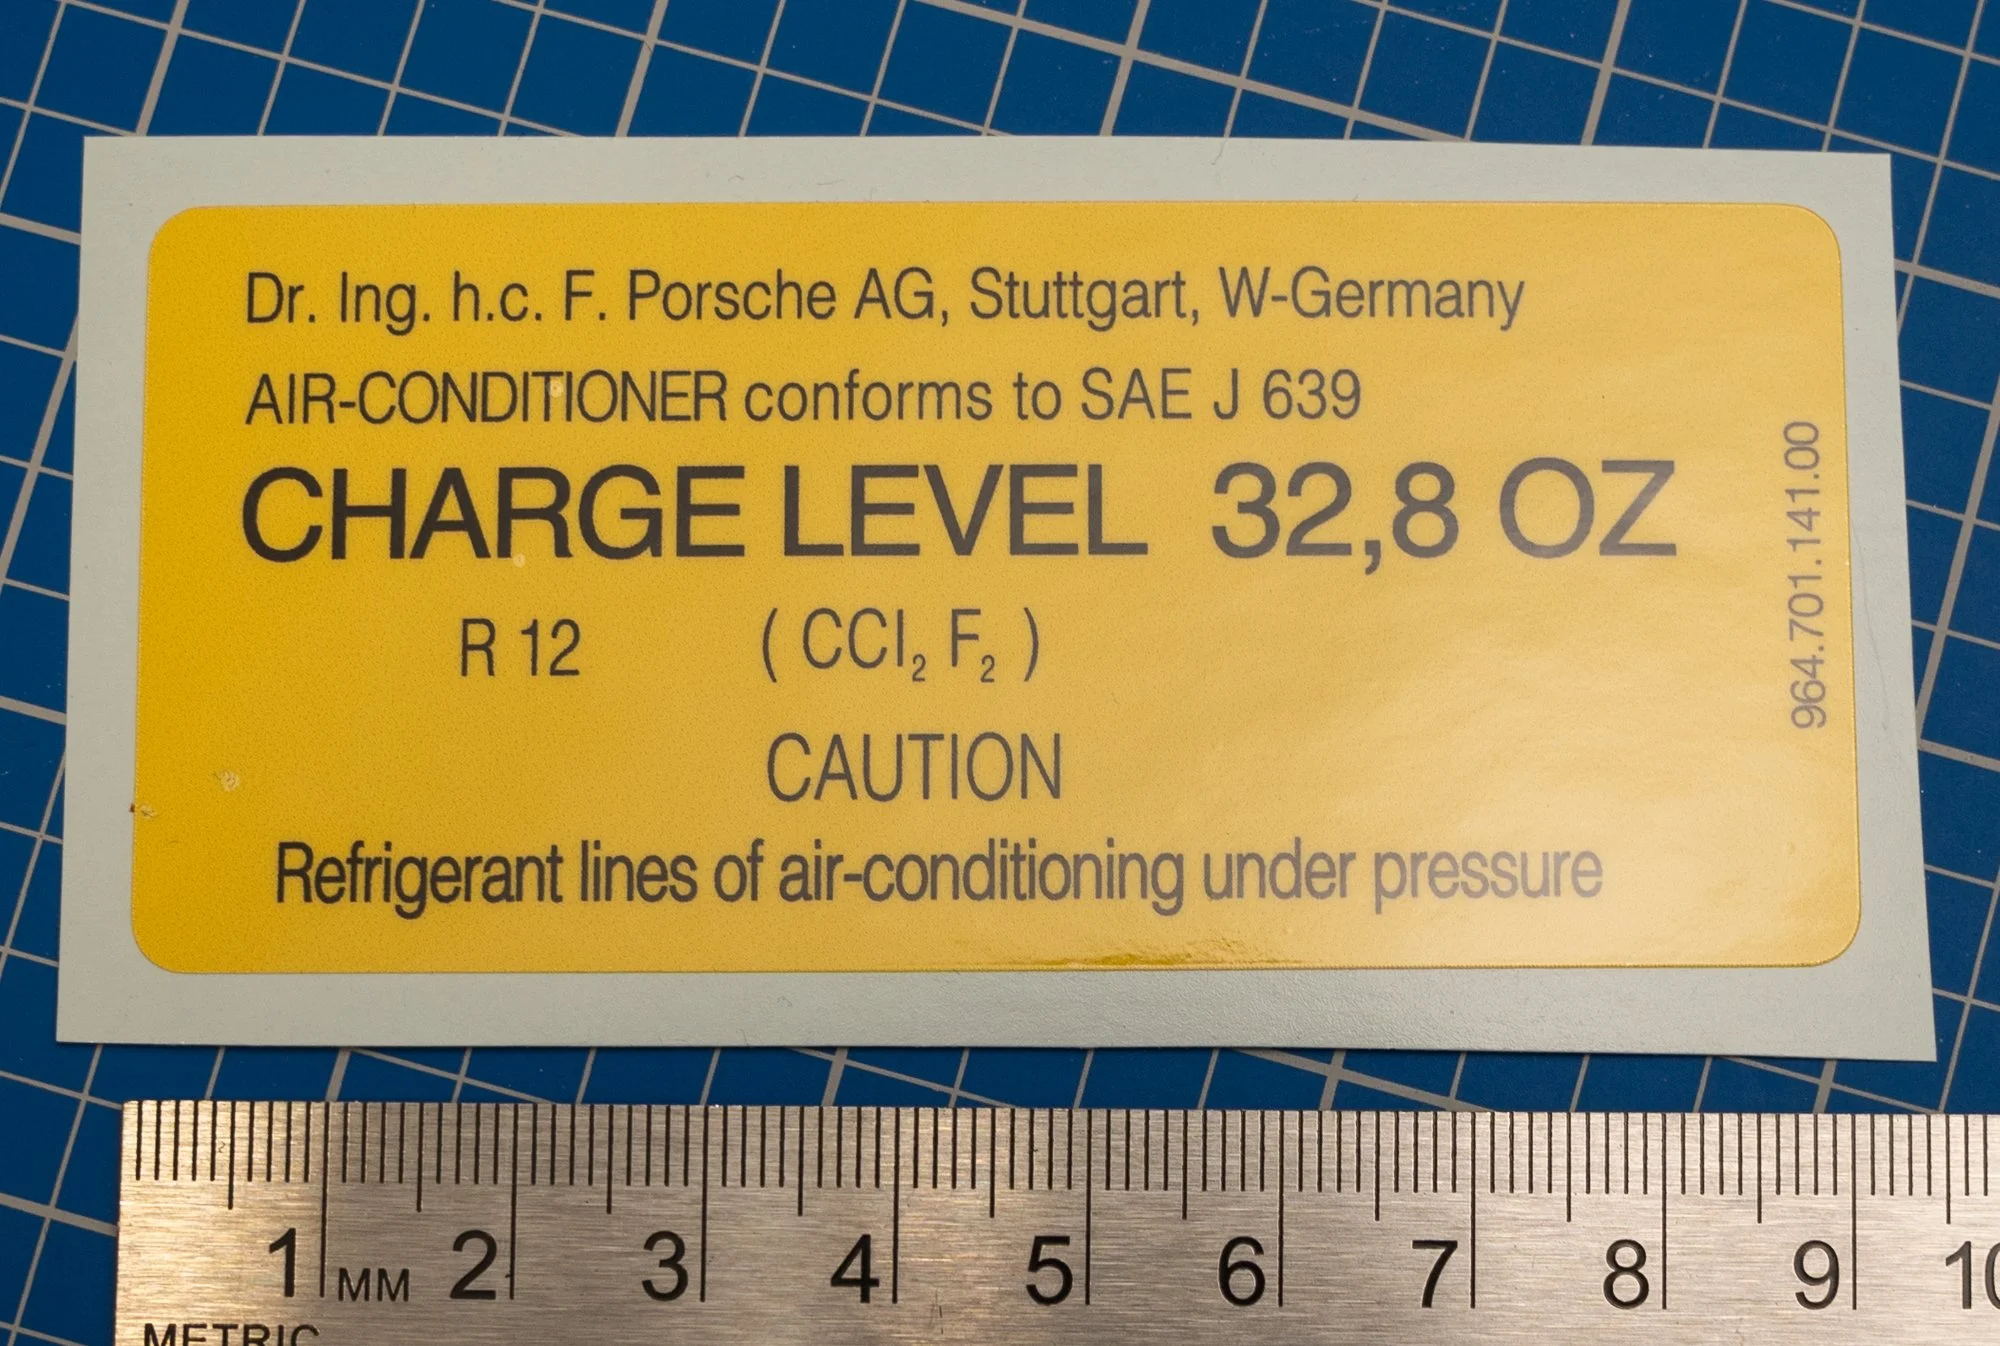 Dr. Ing. h.c. F. Porsche AG, Stuttgart, W-Germany
AIR-CONDITIONER conforms to SAE J 639
CHARGE LEVEL 32,8 OZ
R 12 ( CCl₂ F₂ )
CAUTION
Refrigerant lines of air-conditioning under pressure
964.701.141.00
1 MM 2 3 4 5 6 7 8 9 10
METRIC